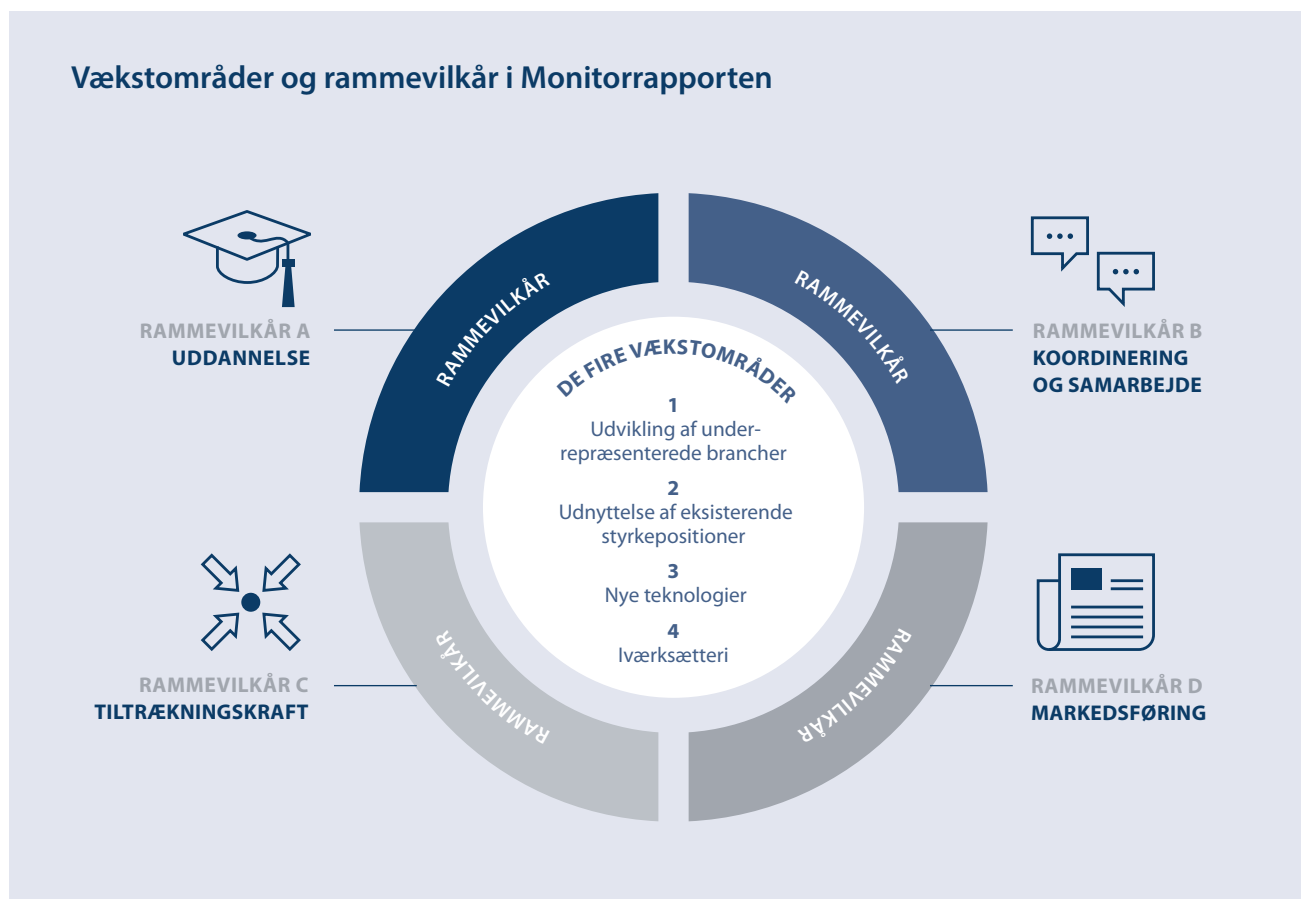 Vækstområder og rammevilkår i Monitorrapporten
RAMMEVILKÅR A
UDDANNELSE
RAMMEVILKÅR
RAMMEVILKÅR
RAMMEVILKÅR B
KOORDINERING
OG SAMARBEJDE
DE FIRE VÆKSTOMRÅDER
1
Udvikling af under-
repræsenterede brancher
2
Udnyttelse af eksisterende
styrkepositioner
3
Nye teknologier
4
Iværksætteri
RAMMEVILKÅR C
TILTRÆKNINGSKRAFT
RAMMEVILKÅR
RAMMEVILKÅR
RAMMEVILKÅR D
MARKEDSFØRING